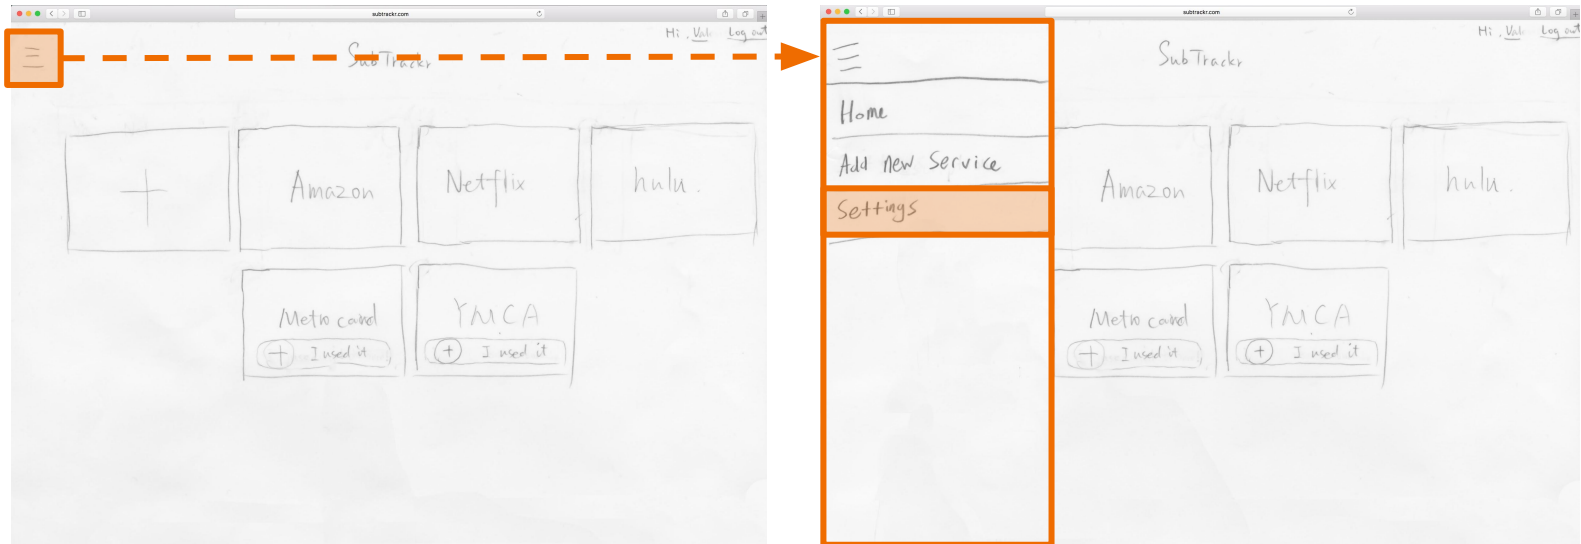 subtrackr.com
Hi, Vali Log out
SubTrackr
Amazon
Netflix
hulu.
Metro card
YMCA
I used it
I used it
subtrackr.com
Hi, Vali Log out
SubTrackr
Home
Add new Service
Settings
Amazon
Netflix
hulu.
Metro card
YMCA
I used it
I used it